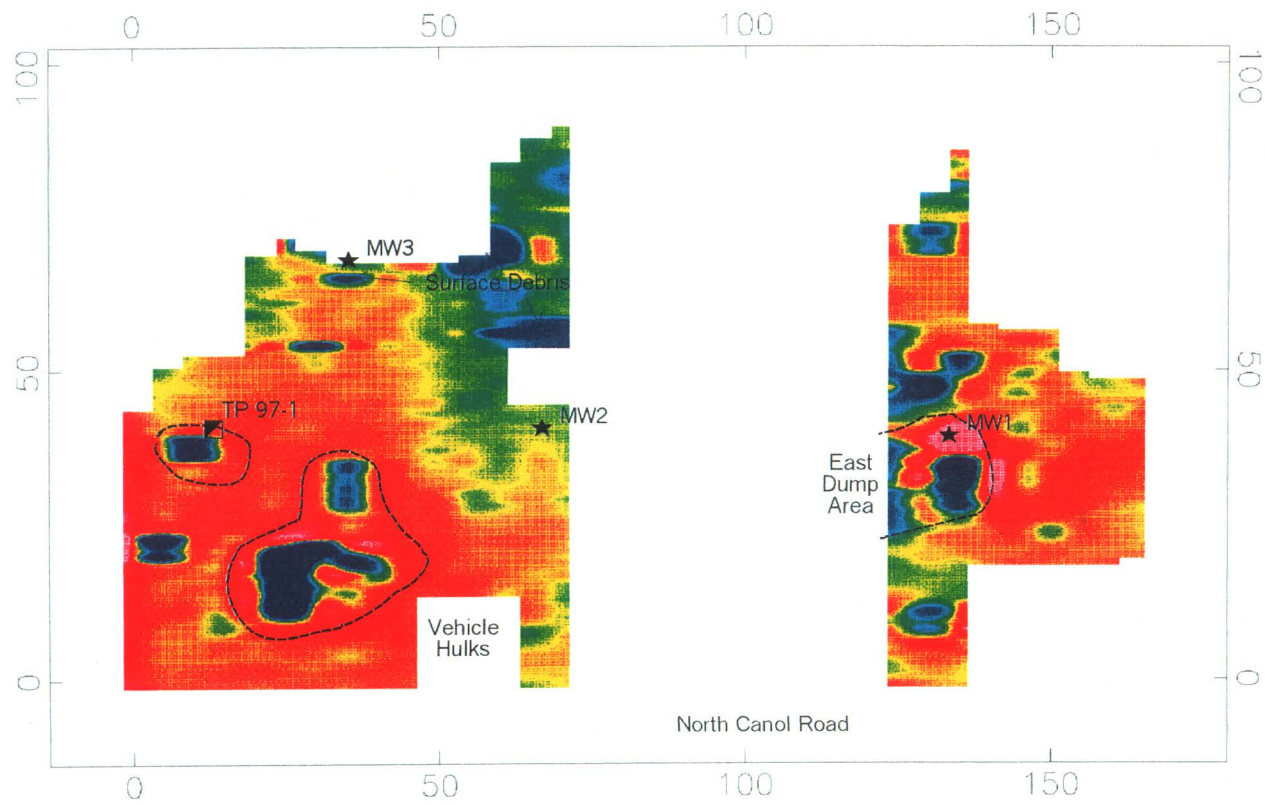 0 50 100 150
100
100
MW3
Surface Debris
50
50
TP 97-1
MW2
MW1
East
Dump
Area
Vehicle
Hulks
0
0
North Canol Road
0 50 100 150